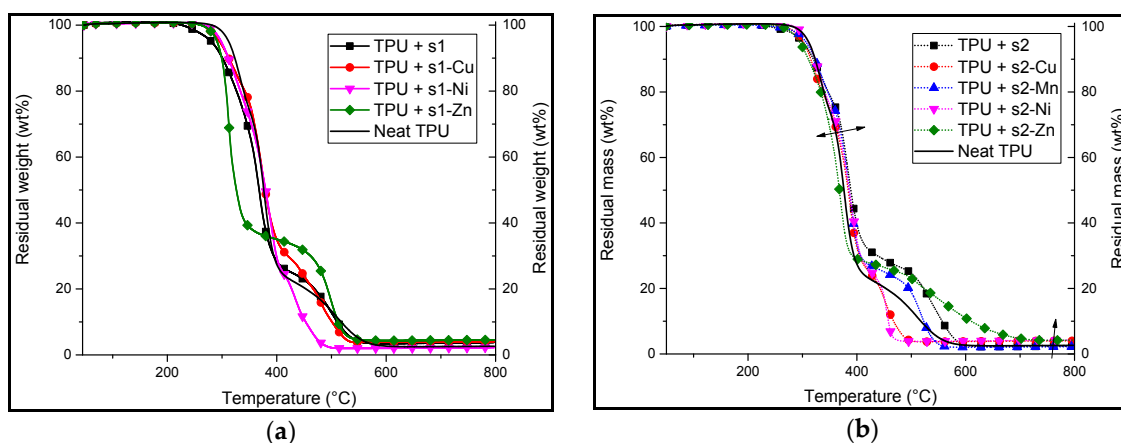 100
80
60
40
20
0
Residual weight (wt%)
TPU + s1
TPU + s1-Cu
TPU + s1-Ni
TPU + s1-Zn
Neat TPU
100
80
60
40
20
0
Residual weight (wt%)
200 400 600 800
Temperature (°C)
(a)
100
80
60
40
20
0
Residual mass (wt%)
TPU + s2
TPU + s2-Cu
TPU + s2-Mn
TPU + s2-Ni
TPU + s2-Zn
Neat TPU
100
80
60
40
20
0
Residual mass (wt%)
200 400 600 800
Temperature (°C)
(b)